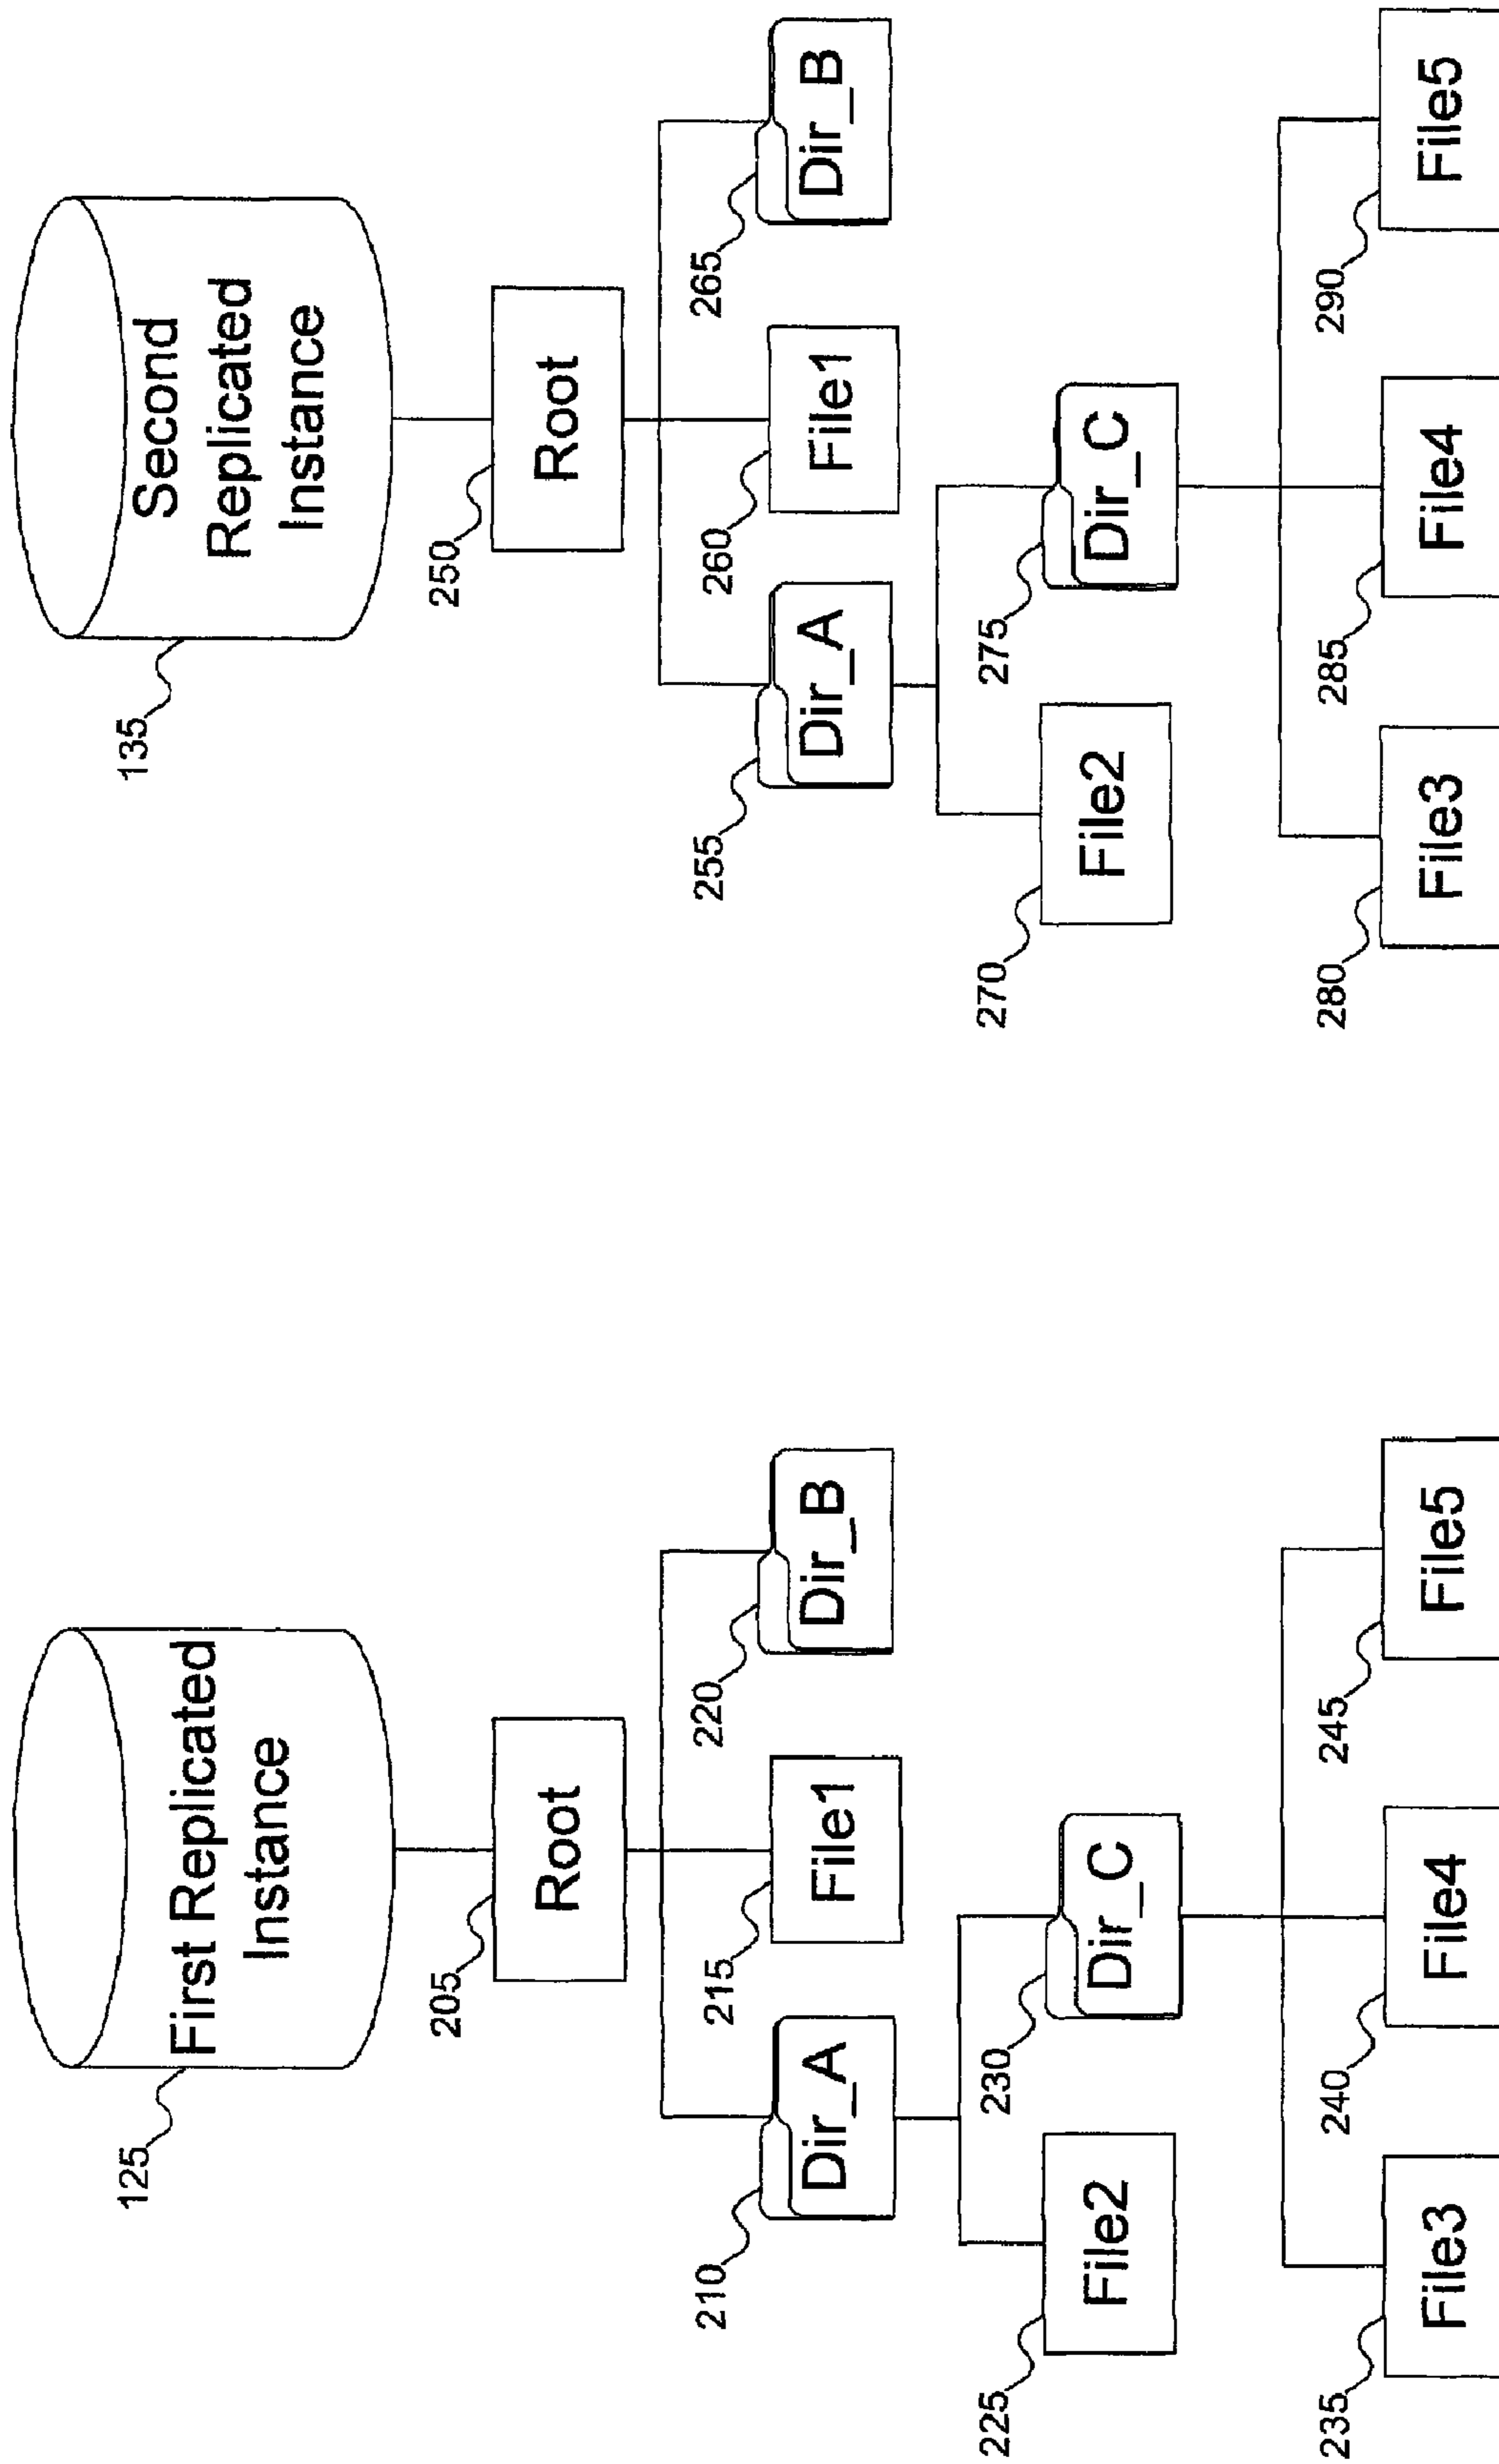 First Replicated
Instance
125
Root
205
Dir_A
210
File1
215
Dir_B
220
File2
225
Dir_C
230
File3
235
File4
240
File5
245
Second
Replicated
Instance
135
Root
250
Dir_A
255
File1
260
Dir_B
265
File2
270
Dir_C
275
File3
280
File4
285
File5
290